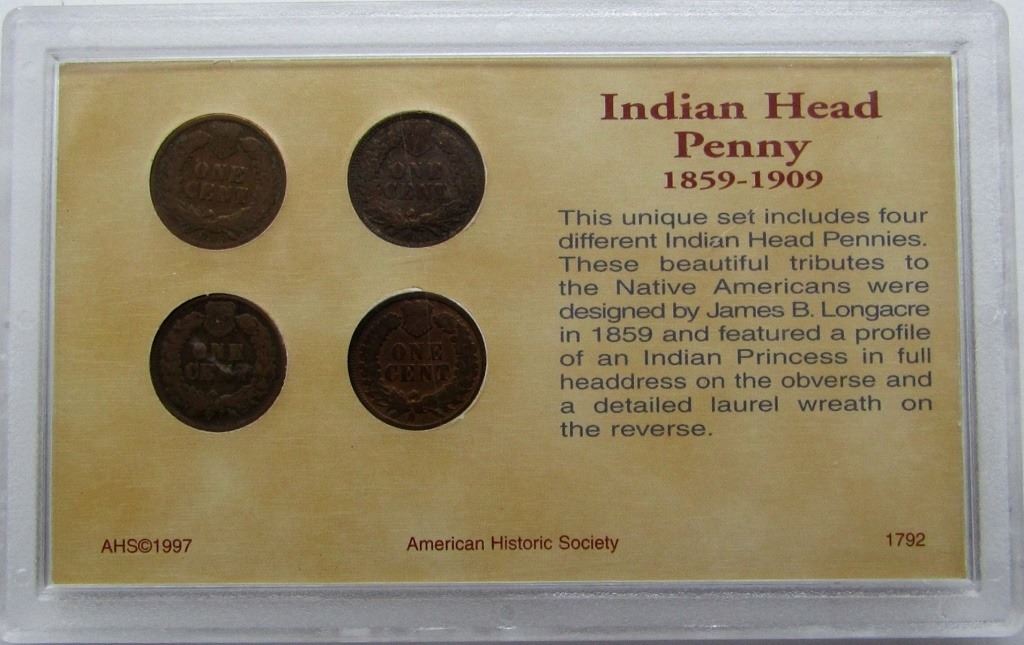 ONE
CENT
ONE
CENT
ONE
CENT
ONE
CENT
Indian Head
Penny
1859-1909
This unique set includes four
different Indian Head Pennies.
These beautiful tributes to
the Native Americans were
designed by James B. Longacre
in 1859 and featured a profile
of an Indian Princess in full
headdress on the obverse and
a detailed laurel wreath on
the reverse.
AHS©1997
American Historic Society
1792